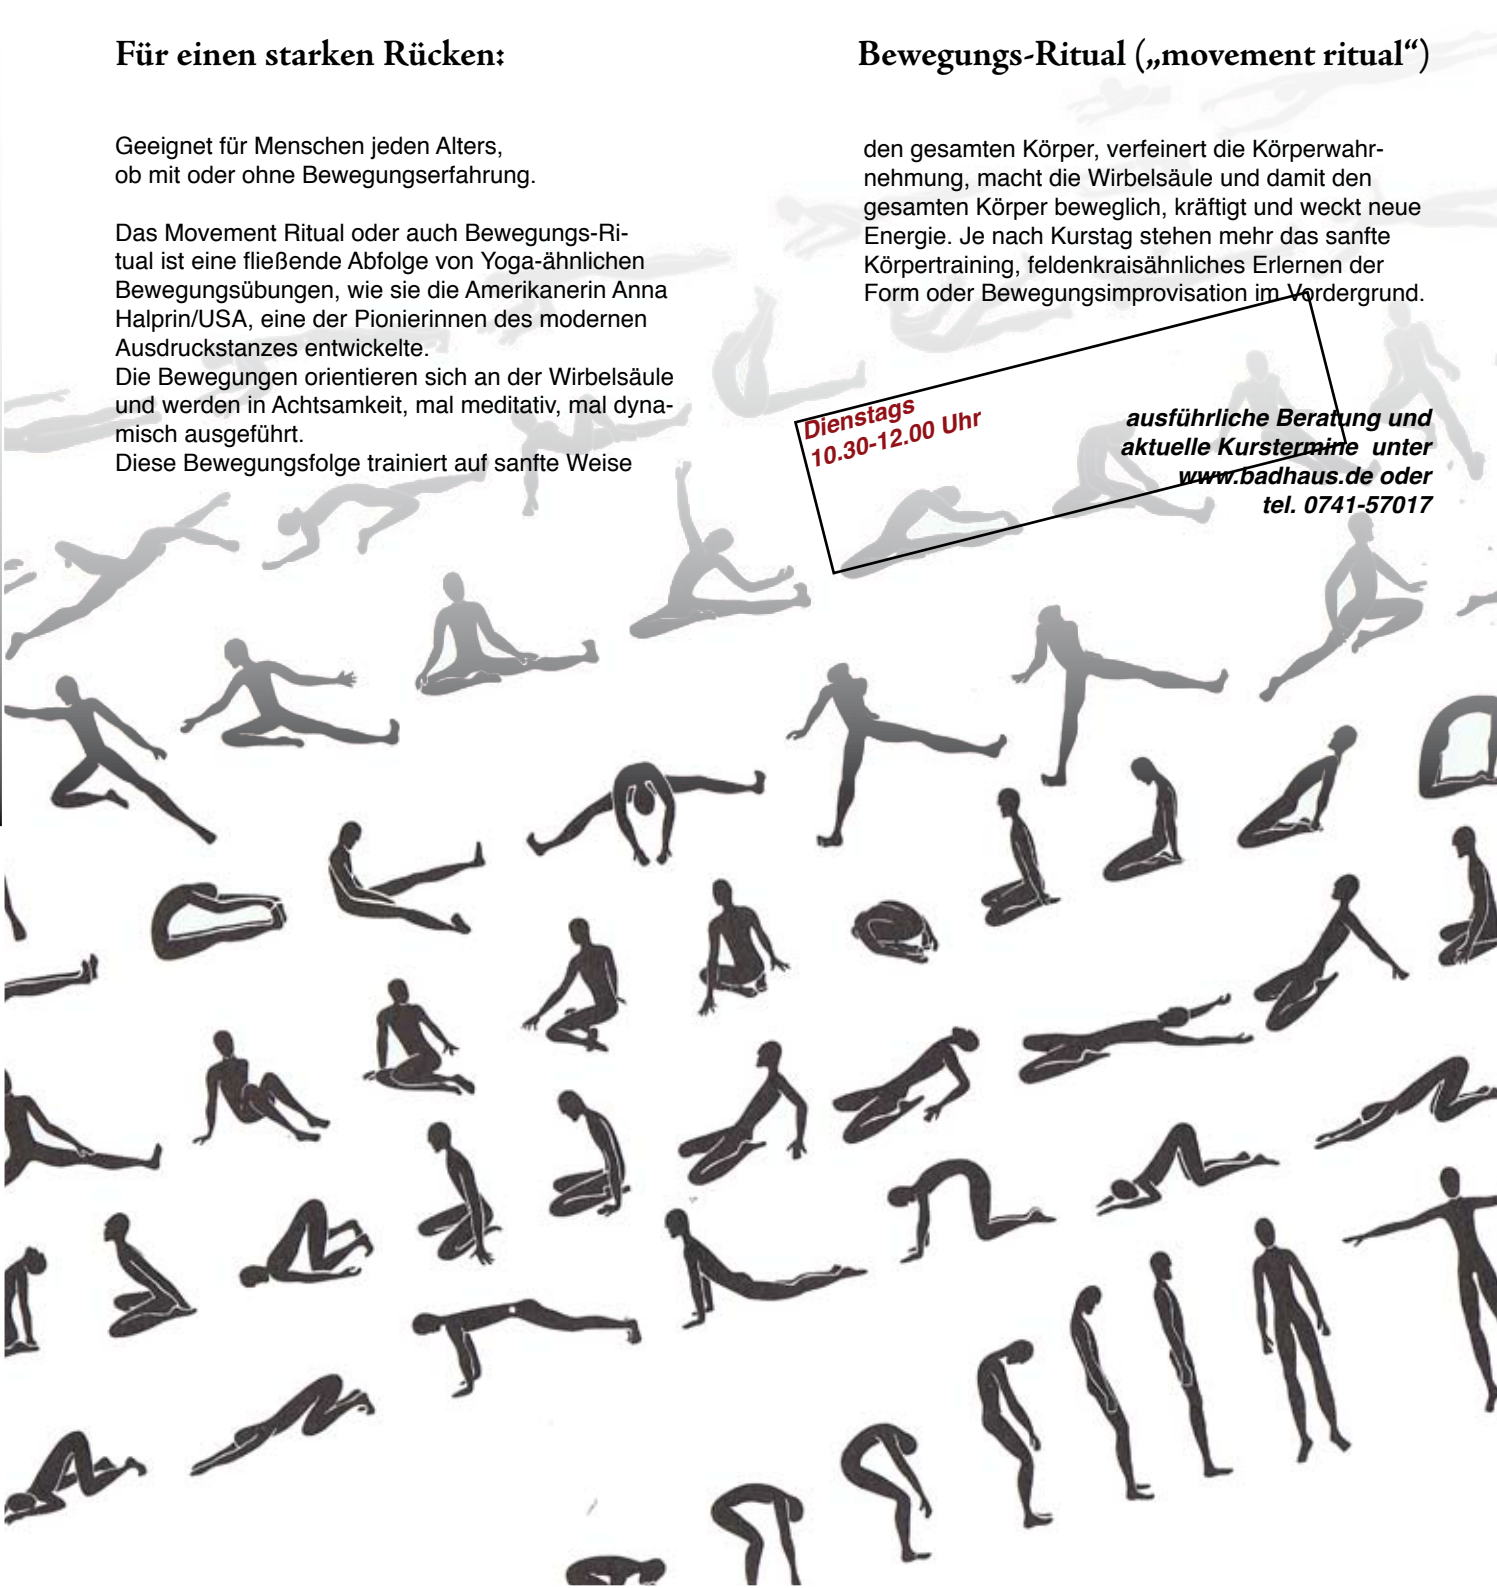 Für einen starken Rücken:
Geeignet für Menschen jeden Alters,
ob mit oder ohne Bewegungserfahrung.
Das Movement Ritual oder auch Bewegungs-Ri-
tual ist eine fließende Abfolge von Yoga-ähnlichen
Bewegungsübungen, wie sie die Amerikanerin Anna
Halprin/USA, eine der Pionierinnen des modernen
Ausdruckstanzes entwickelte.
Die Bewegungen orientieren sich an der Wirbelsäule
und werden in Achtsamkeit, mal meditativ, mal dyna-
misch ausgeführt.
Diese Bewegungsfolge trainiert auf sanfte Weise
Bewegungs-Ritual („movement ritual“)
den gesamten Körper, verfeinert die Körperwahr-
nehmung, macht die Wirbelsäule und damit den
gesamten Körper beweglich, kräftigt und weckt neue
Energie. Je nach Kurstag stehen mehr das sanfte
Körpertraining, feldenkraisähnliches Erlernen der
Form oder Bewegungsimprovisation im Vordergrund.
Dienstags
10.30-12.00 Uhr
ausführliche Beratung und
aktuelle Kurstermine unter
www.badhaus.de oder
tel. 0741-57017